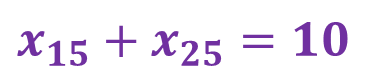 x₁₅ + x₂₅ = 10